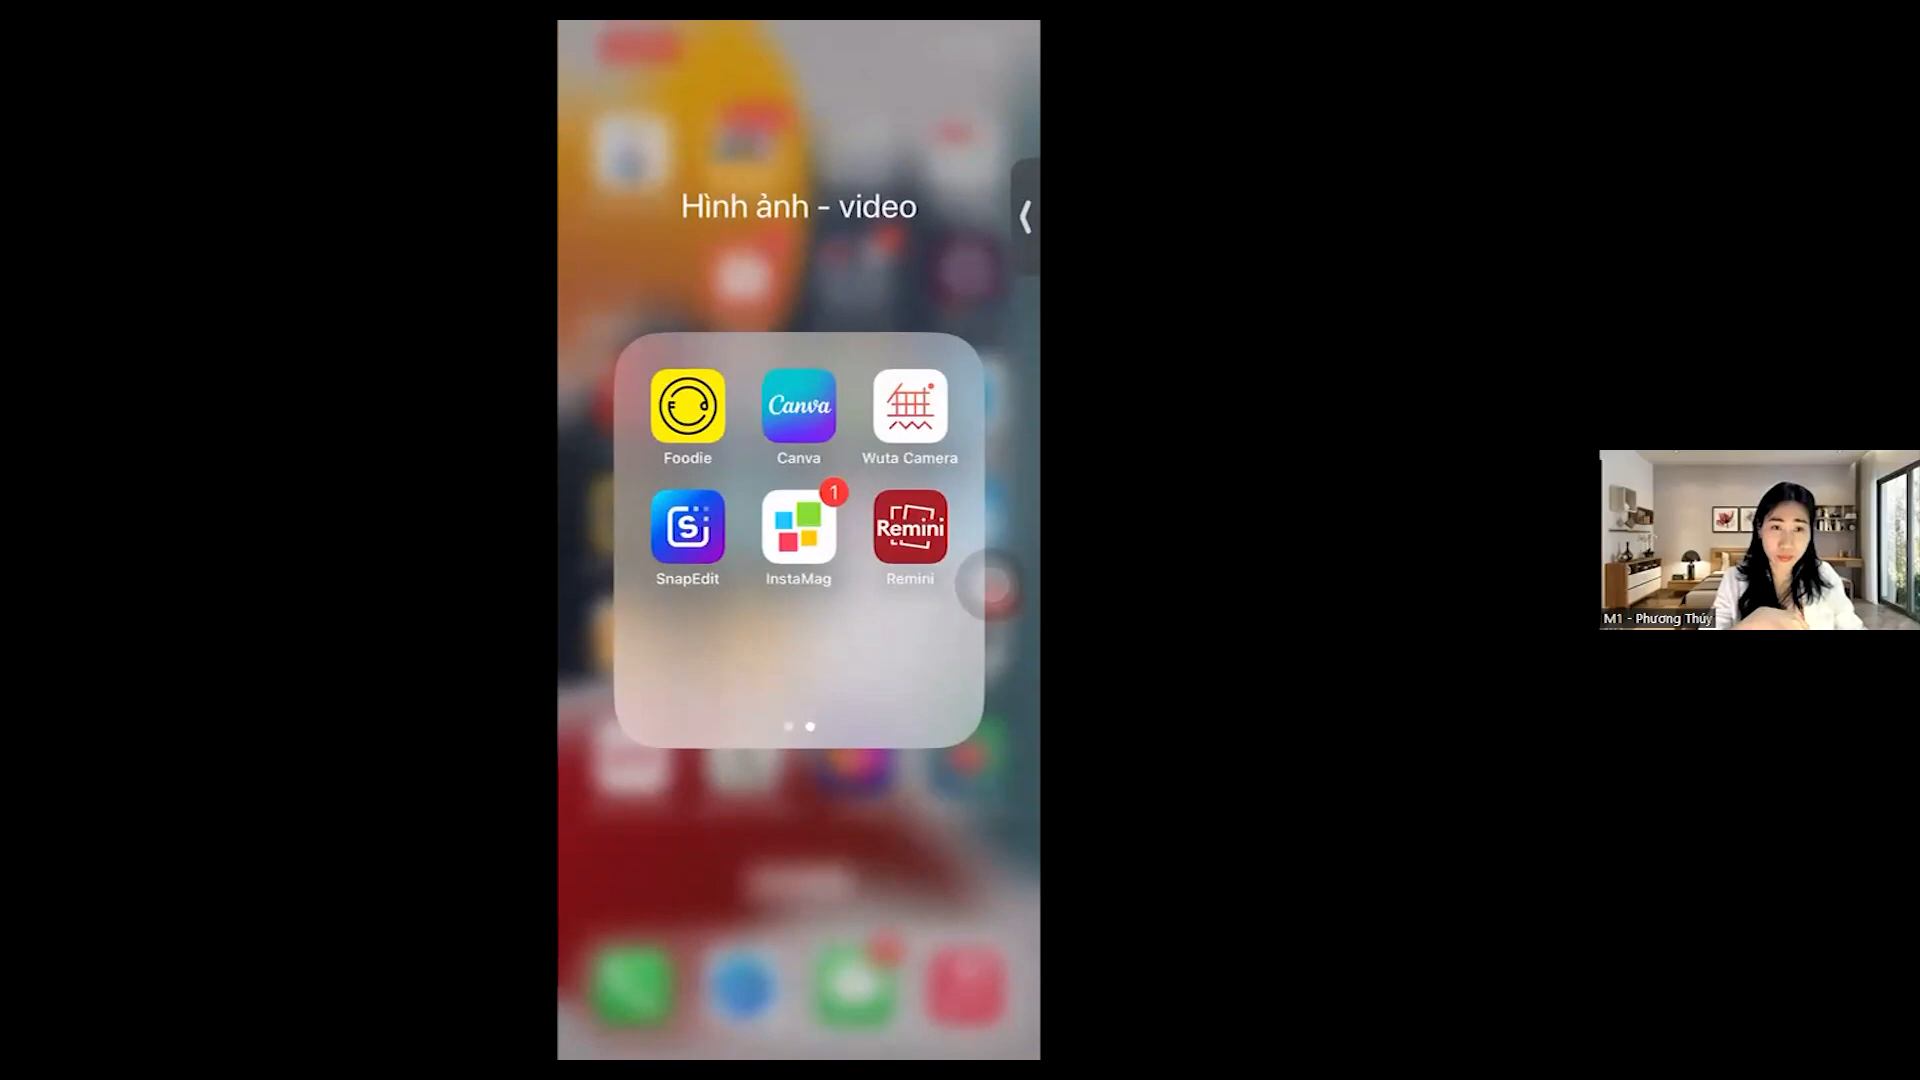 Hình ảnh - video
Canva
Foodie
Canva
Wuta Camera
S
1
Remini
SnapEdit
InstaMag
Remini
M1 - Phương Thúy